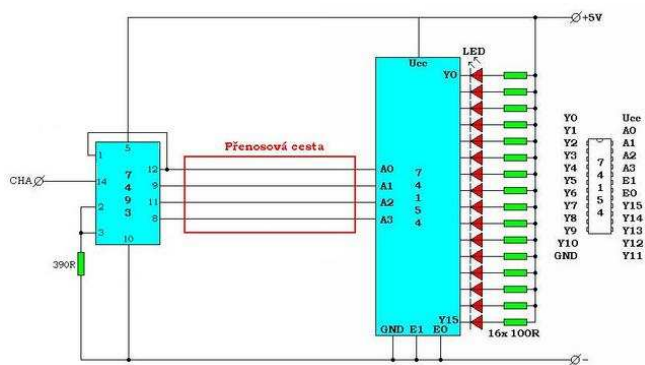 +5V
LED
Ucc
Y0
5
1
12
Přenosová cesta
A0
CHA
14
7
4
9
3
9
A1
7
4
1
5
4
2
11
A2
3
8
A3
10
390R
Y15
16x 100R
GND E1 E0
-
Y0 Ucc
Y1 A0
Y2 A1
Y3 A2
Y4 A3
Y5 E1
Y6 E0
Y7 Y15
Y8 Y14
Y9 Y13
Y10 Y12
GND Y11
7
4
1
5
4